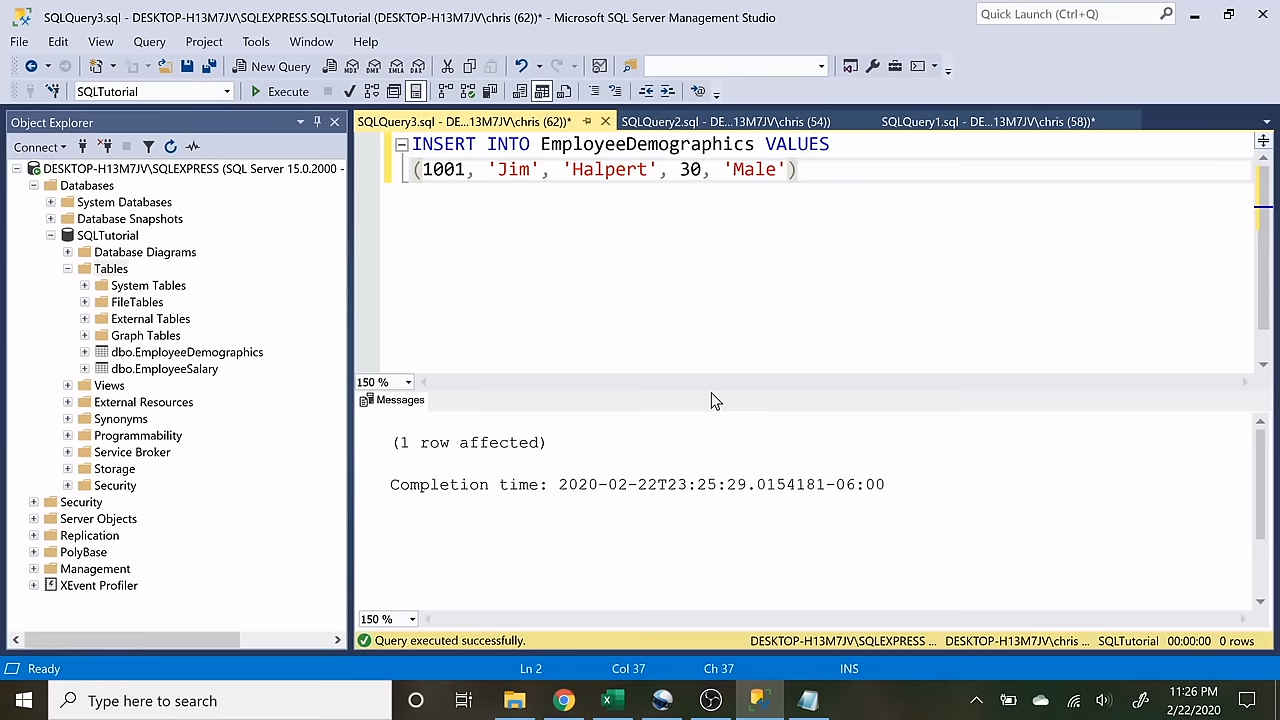 SQLQuery3.sql - DESKTOP-H13M7JV\SQLEXPRESS.SQLTutorial (DESKTOP-H13M7JV\chris (62))* - Microsoft SQL Server Management Studio
Quick Launch (Ctrl+Q)
File Edit View Query Project Tools Window Help
New Query
MDX DMX XMLA DAX
SQLTutorial
Execute
Object Explorer
SQLQuery3.sql - DE...13M7JV\chris (62))*
SQLQuery2.sql - DE...13M7JV\chris (54))
SQLQuery1.sql - DE...13M7JV\chris (58))*
Connect
DESKTOP-H13M7JV\SQLEXPRESS (SQL Server 15.0.2000 -
Databases
System Databases
Database Snapshots
SQLTutorial
Database Diagrams
Tables
System Tables
FileTables
External Tables
Graph Tables
dbo.EmployeeDemographics
dbo.EmployeeSalary
Views
External Resources
Synonyms
Programmability
Service Broker
Storage
Security
Security
Server Objects
Replication
PolyBase
Management
XEvent Profiler
INSERT INTO EmployeeDemographics VALUES
(1001, 'Jim', 'Halpert', 30, 'Male')
150 %
Messages
(1 row affected)
Completion time: 2020-02-22T23:25:29.0154181-06:00
150 %
Query executed successfully.
DESKTOP-H13M7JV\SQLEXPRESS ...
DESKTOP-H13M7JV\chris ...
SQLTutorial
00:00:00
0 rows
Ready
Ln 2
Col 37
Ch 37
INS
Type here to search
11:26 PM
2/22/2020